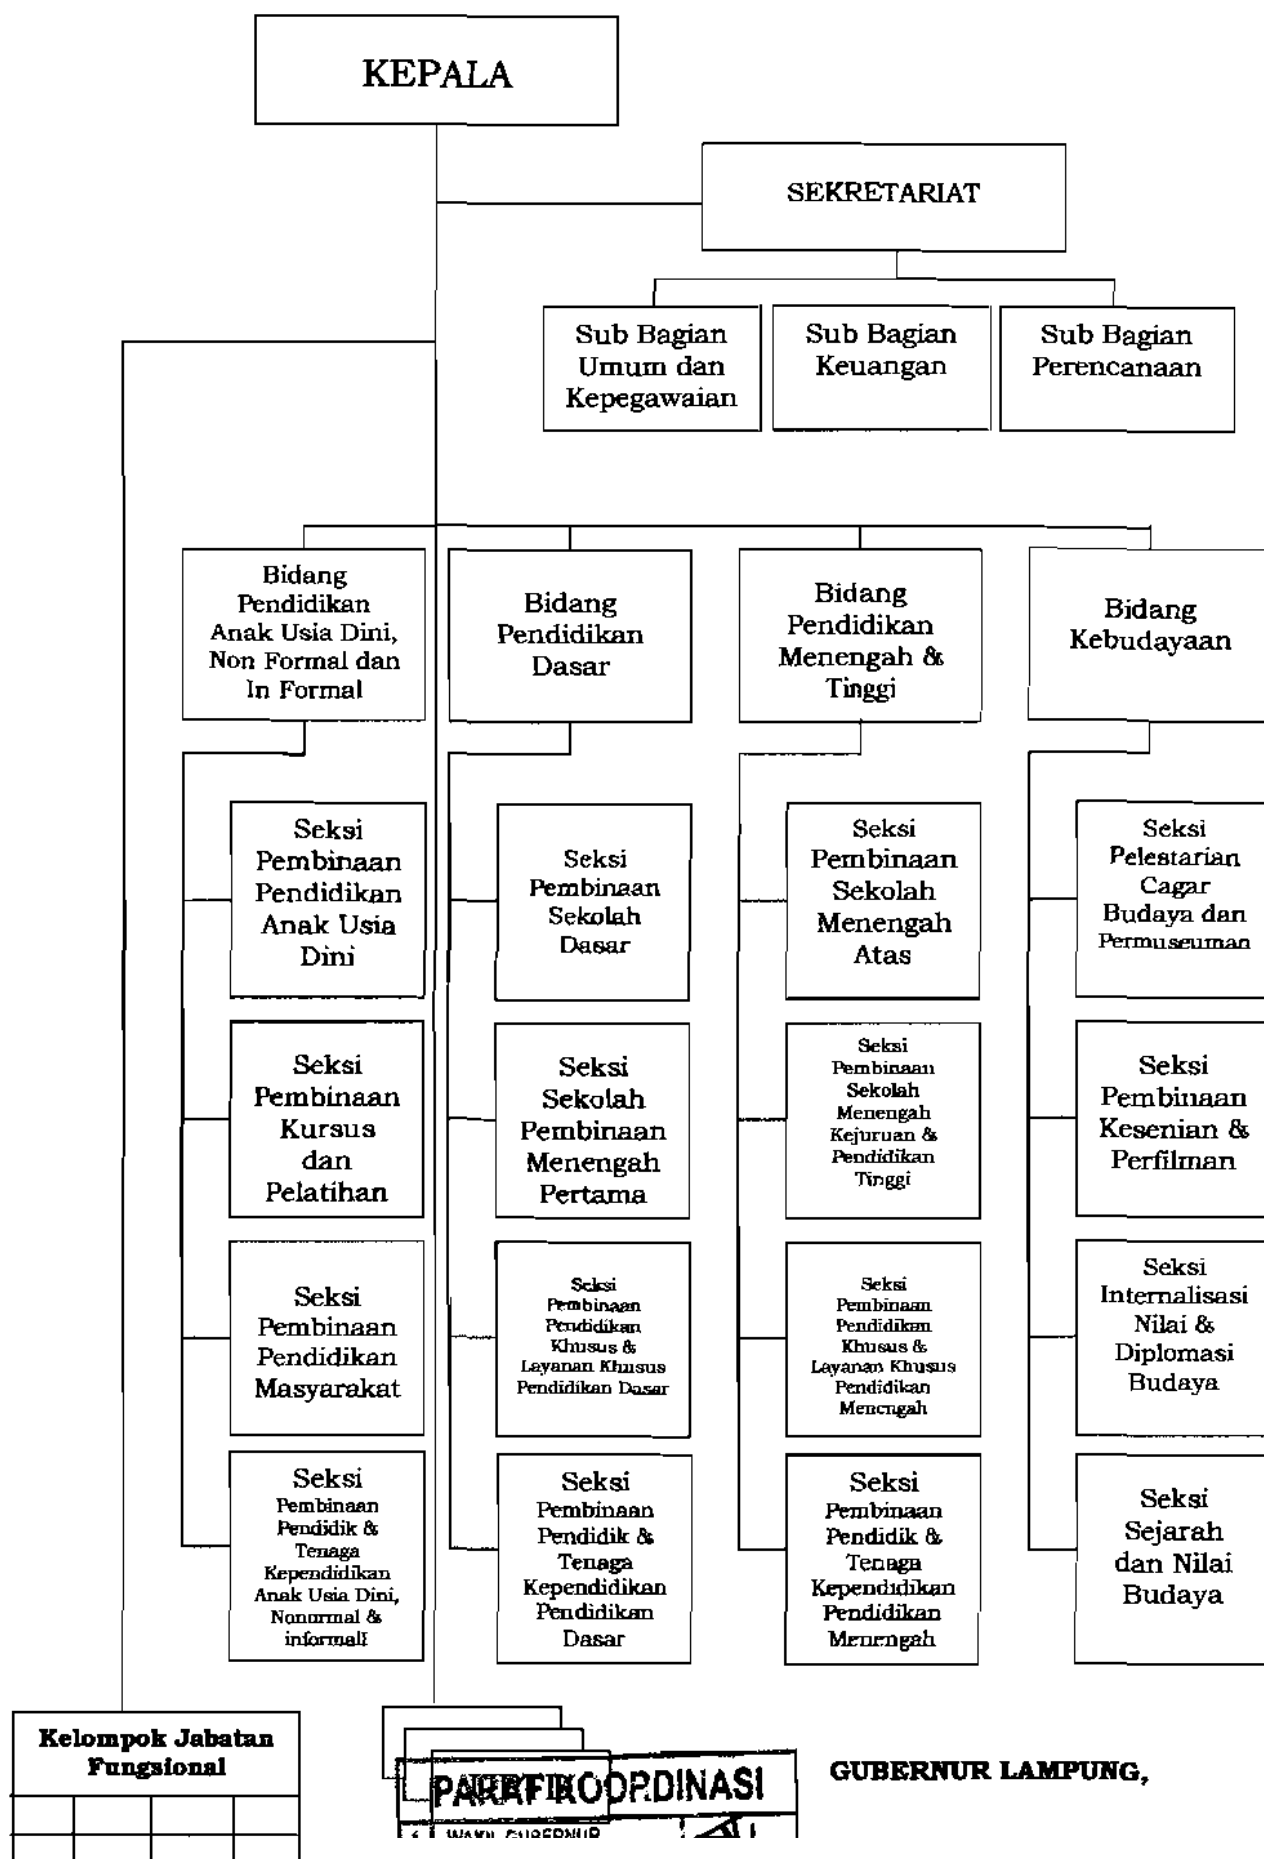 KEPALA
SEKRETARIAT
Sub Bagian
Umum dan
Kepegawaian
Sub Bagian
Keuangan
Sub Bagian
Perencanaan
Bidang
Pendidikan
Anak Usia Dini,
Non Formal dan
In Formal
Bidang
Pendidikan
Dasar
Bidang
Pendidikan
Menengah &
Tinggi
Bidang
Kebudayaan
Seksi
Pembinaan
Pendidikan
Anak Usia
Dini
Seksi
Pembinaan
Sekolah
Dasar
Seksi
Pembinaan
Sekolah
Menengah
Atas
Seksi
Pelestarian
Cagar
Budaya dan
Permuseuman
Seksi
Pembinaan
Kursus
dan
Pelatihan
Seksi
Sekolah
Pembinaan
Menengah
Pertama
Seksi
Pembinaan
Sekolah
Menengah
Kejuruan &
Pendidikan
Tinggi
Seksi
Pembinaan
Kesenian &
Perfilman
Seksi
Pembinaan
Pendidikan
Masyarakat
Seksi
Pembinaan
Pendidikan
Khusus &
Layanan Khusus
Pendidikan Dasar
Seksi
Pembinaan
Pendidikan
Khusus &
Layanan Khusus
Pendidikan
Menengah
Seksi
Internalisasi
Nilai &
Diplomasi
Budaya
Seksi
Pembinaan
Pendidik &
Tenaga
Kependidikan
Anak Usia Dini,
Nonormal &
informall
Seksi
Pembinaan
Pendidik &
Tenaga
Kependidikan
Pendidikan
Dasar
Seksi
Pembinaan
Pendidik &
Tenaga
Kependidikan
Pendidikan
Menengah
Seksi
Sejarah
dan Nilai
Budaya
Kelompok Jabatan
Fungsional
PARAF KOORDINASI
WAKIL GUBERNUR
GUBERNUR LAMPUNG,